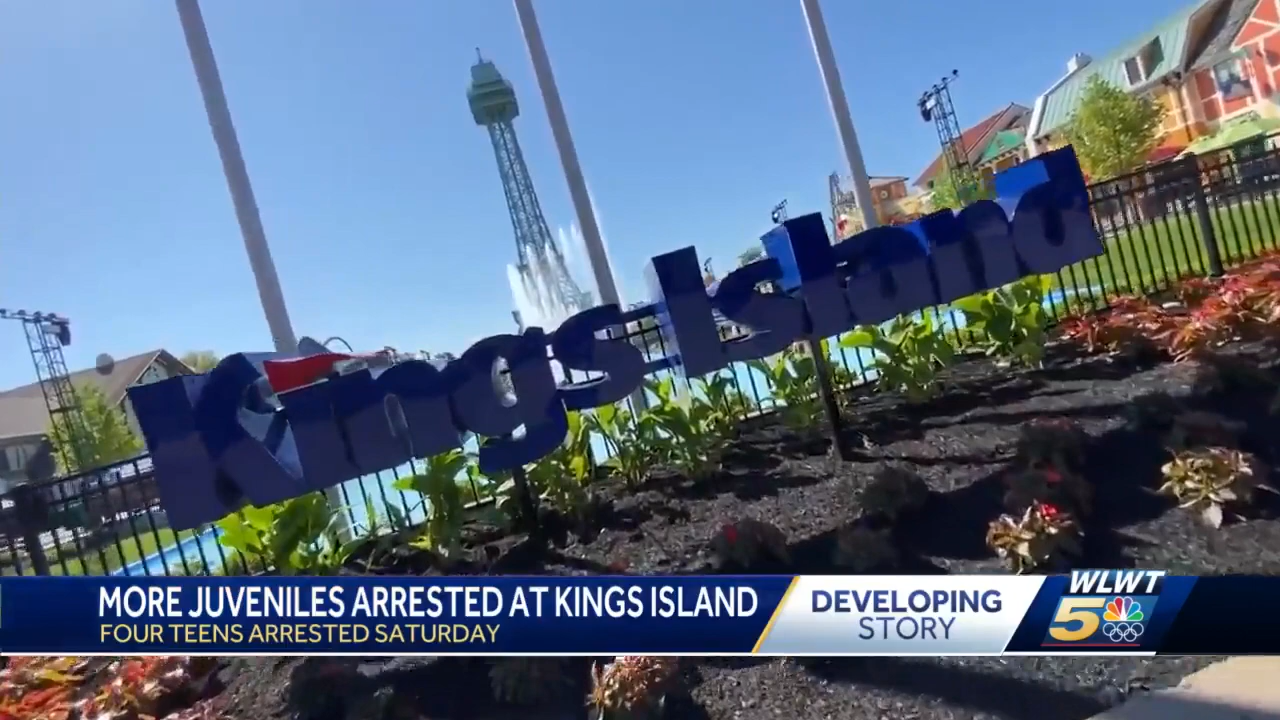 Kings Island
MORE JUVENILES ARRESTED AT KINGS ISLAND
FOUR TEENS ARRESTED SATURDAY
DEVELOPING
STORY
WLWT
5